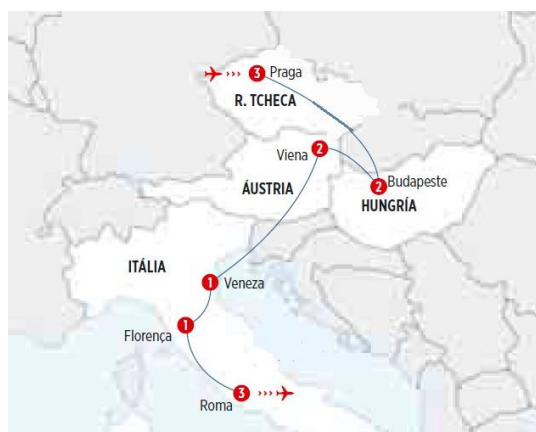 3 Praga
R. TCHECA
Viena 2
2 Budapeste
ÁUSTRIA
HUNGRÍA
ITÁLIA
1 Veneza
1
Florença
Roma 3